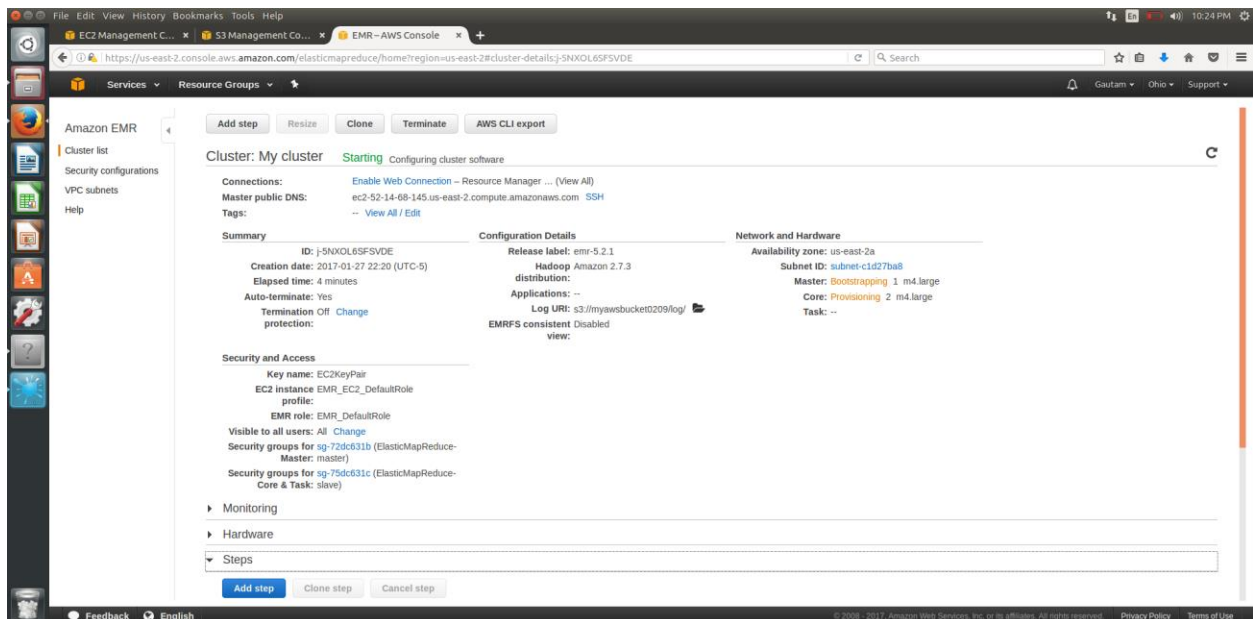 File Edit View History Bookmarks Tools Help
En
10:24 PM
EC2 Management C... ×
S3 Management Co... ×
EMR – AWS Console ×
https://us-east-2.console.aws.amazon.com/elasticmapreduce/home?region=us-east-2#cluster-details:j-5NXOL6SFSVDE
Search
Services
Resource Groups
Gautam
Ohio
Support
Amazon EMR
Cluster list
Security configurations
VPC subnets
Help
Add step
Resize
Clone
Terminate
AWS CLI export
Cluster: My cluster Starting Configuring cluster software
Connections: Enable Web Connection – Resource Manager ... (View All)
Master public DNS: ec2-52-14-68-145.us-east-2.compute.amazonaws.com SSH
Tags: -- View All / Edit
Summary
ID: j-5NXOL6SFSVDE
Creation date: 2017-01-27 22:20 (UTC-5)
Elapsed time: 4 minutes
Auto-terminate: Yes
Termination Off Change
protection:
Configuration Details
Release label: emr-5.2.1
Hadoop Amazon 2.7.3
distribution:
Applications: --
Log URI: s3://myawsbucket0209/log/
EMRFS consistent Disabled
view:
Network and Hardware
Availability zone: us-east-2a
Subnet ID: subnet-c1d27ba8
Master: Bootstrapping 1 m4.large
Core: Provisioning 2 m4.large
Task: --
Security and Access
Key name: EC2KeyPair
EC2 instance EMR_EC2_DefaultRole
profile:
EMR role: EMR_DefaultRole
Visible to all users: All Change
Security groups for sg-72dc631b (ElasticMapReduce-
Master: master)
Security groups for sg-75dc631c (ElasticMapReduce-
Core & Task: slave)
Monitoring
Hardware
Steps
Add step
Clone step
Cancel step
Feedback
English
© 2008 - 2017, Amazon Web Services, Inc. or its affiliates. All rights reserved.
Privacy Policy
Terms of Use